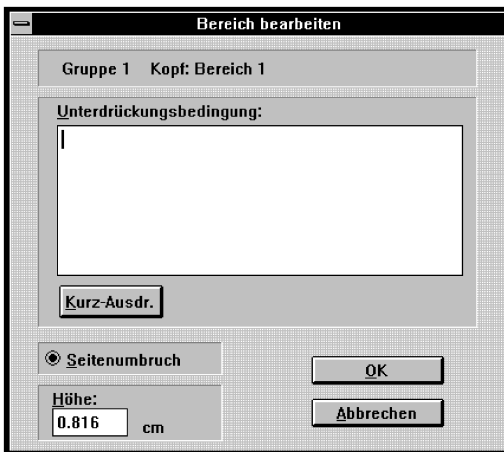 Bereich bearbeiten
Gruppe 1 Kopf: Bereich 1
Unterdrückungsbedingung:
Kurz-Ausdr.
Seitenumbruch
OK
Höhe:
0.816 cm
Abbrechen